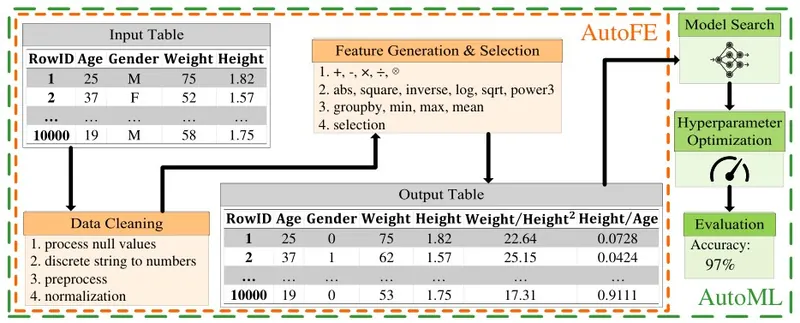 AutoFE
Input Table
RowID Age Gender Weight Height
1 25 M 75 1.82
2 37 F 52 1.57
... ... ... ... ...
10000 19 M 58 1.75
Data Cleaning
1. process null values
2. discrete string to numbers
3. preprocess
4. normalization
Feature Generation & Selection
1. +, -, ×, ÷, ⊗
2. abs, square, inverse, log, sqrt, power3
3. groupby, min, max, mean
4. selection
Output Table
RowID Age Gender Weight Height Weight/Height² Height/Age
1 25 0 75 1.82 22.64 0.0728
2 37 1 62 1.57 25.15 0.0424
... ... ... ... ... ... ...
10000 19 0 53 1.75 17.31 0.9111
Model Search
Hyperparameter
Optimization
Evaluation
Accuracy:
97%
AutoML